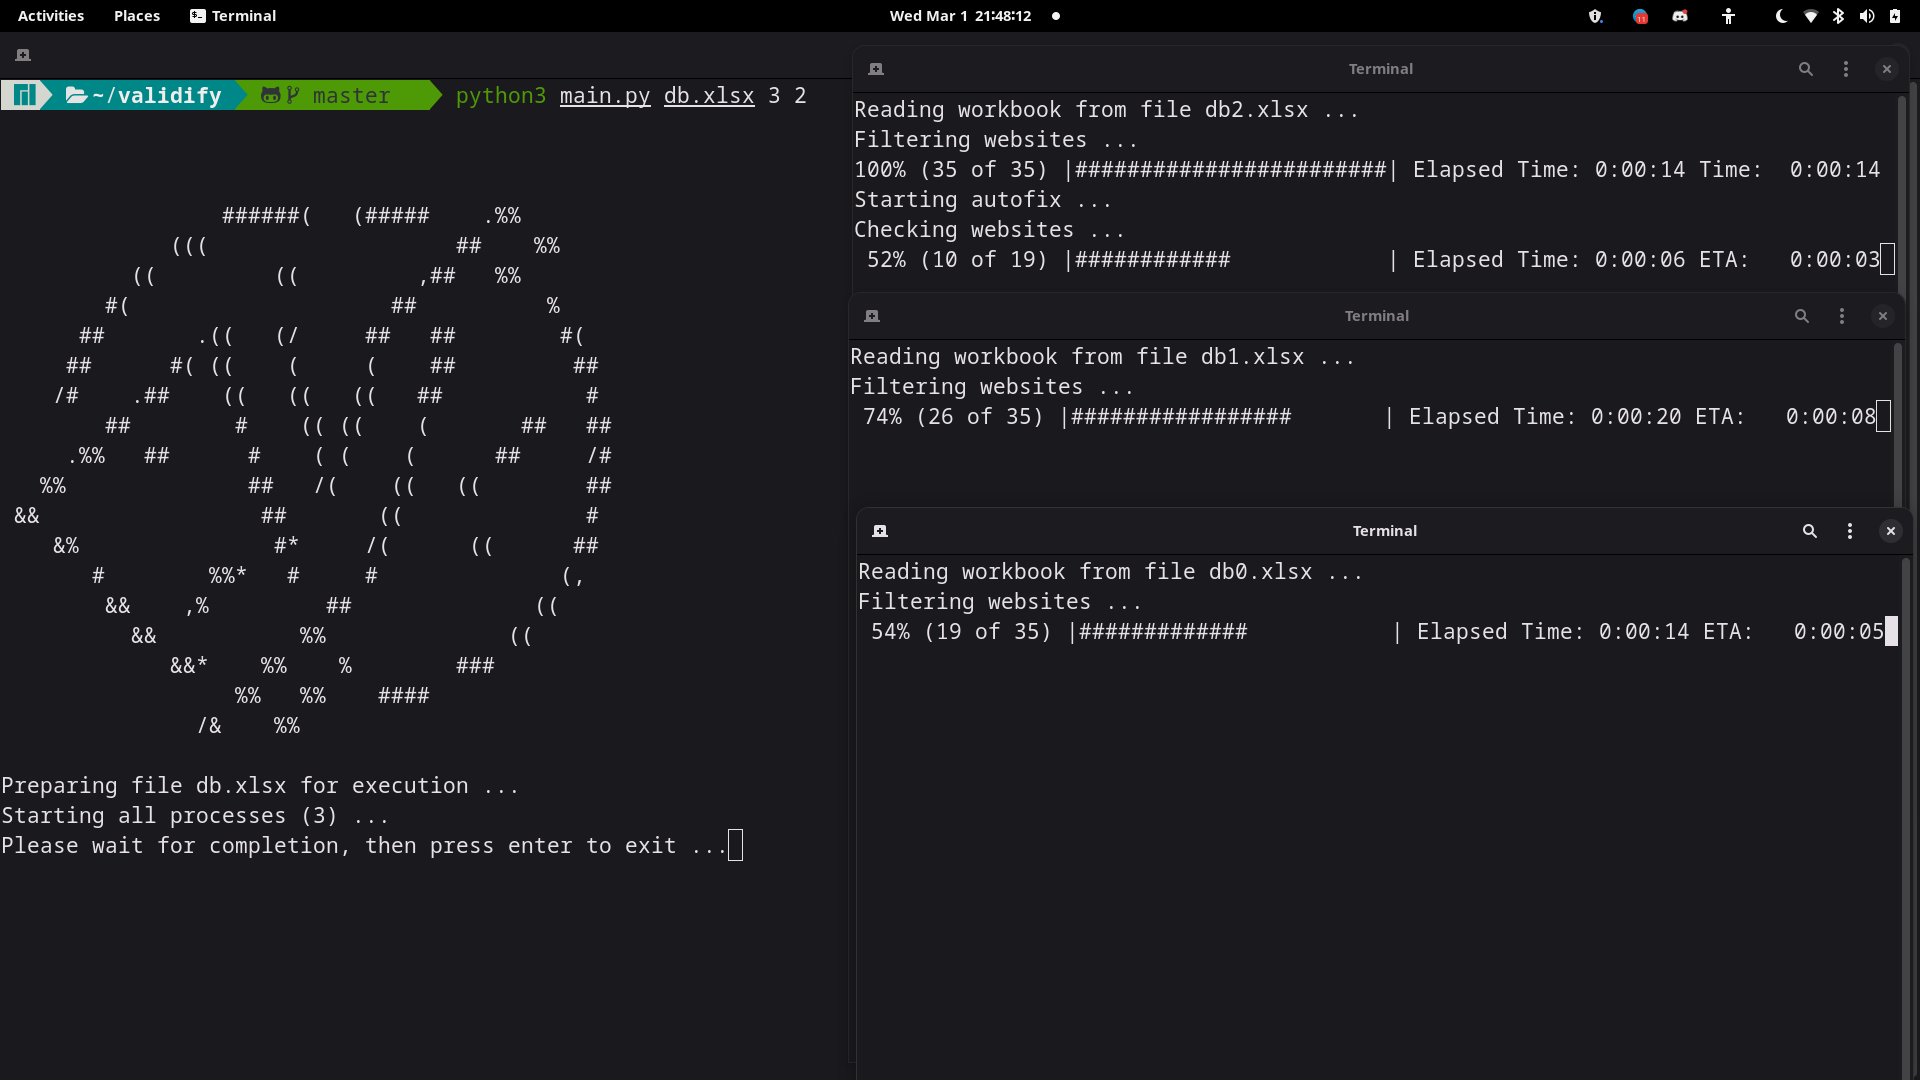 Activities Places Terminal Wed Mar 1 21:48:12 11
~/validify master python3 main.py db.xlsx 3 2
                 ######(   (#####    .%%
             (((                   ##    %%
          ((         ((         ,##   %%
        #(                    ##          %
      ##       .((   (/     ##   ##        #(
     ##      #( ((    (     (    ##         ##
    /#    .##    ((   ((   ((   ##           #
        ##        #    (( ((    (       ##   ##
     .%%   ##      #    ( (    (      ##     /#
   %%              ##   /(    ((   ((        ##
 &&                 ##       ((              #
    &%               #*     /(      ((      ##
       #        %%*   #     #              (,
        &&    ,%         ##              ((
          &&           %%              ((
             &&*    %%    %        ###
                  %%   %%    ####
               /&    %%
Preparing file db.xlsx for execution ...
Starting all processes (3) ...
Please wait for completion, then press enter to exit ...
Terminal
Reading workbook from file db2.xlsx ...
Filtering websites ...
100% (35 of 35) |########################| Elapsed Time: 0:00:14 Time:  0:00:14
Starting autofix ...
Checking websites ...
 52% (10 of 19) |############            | Elapsed Time: 0:00:06 ETA:   0:00:03
Terminal
Reading workbook from file db1.xlsx ...
Filtering websites ...
 74% (26 of 35) |#################       | Elapsed Time: 0:00:20 ETA:   0:00:08
Terminal
Reading workbook from file db0.xlsx ...
Filtering websites ...
 54% (19 of 35) |#############           | Elapsed Time: 0:00:14 ETA:   0:00:05